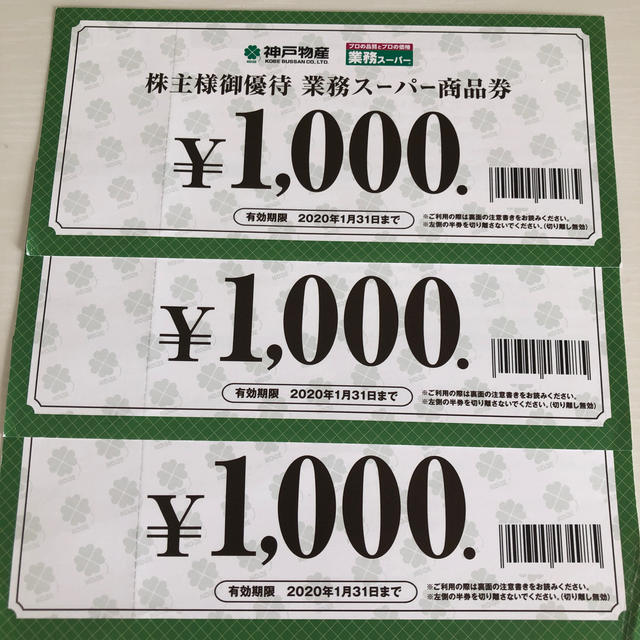 神戸物産
KOBE BUSSAN CO., LTD.
プロの品質とプロの価格
業務スーパー
株主様御優待 業務スーパー商品券
¥1,000.
有効期限 2020年1月31日まで
※ご利用の際は裏面の注意書きをお読みください。
※左側の半券を切り離さないでください。(切り離し無効)
¥1,000.
有効期限 2020年1月31日まで
※ご利用の際は裏面の注意書きをお読みください。
※左側の半券を切り離さないでください。(切り離し無効)
¥1,000.
有効期限 2020年1月31日まで
※ご利用の際は裏面の注意書きをお読みください。
※左側の半券を切り離さないでください。(切り離し無効)